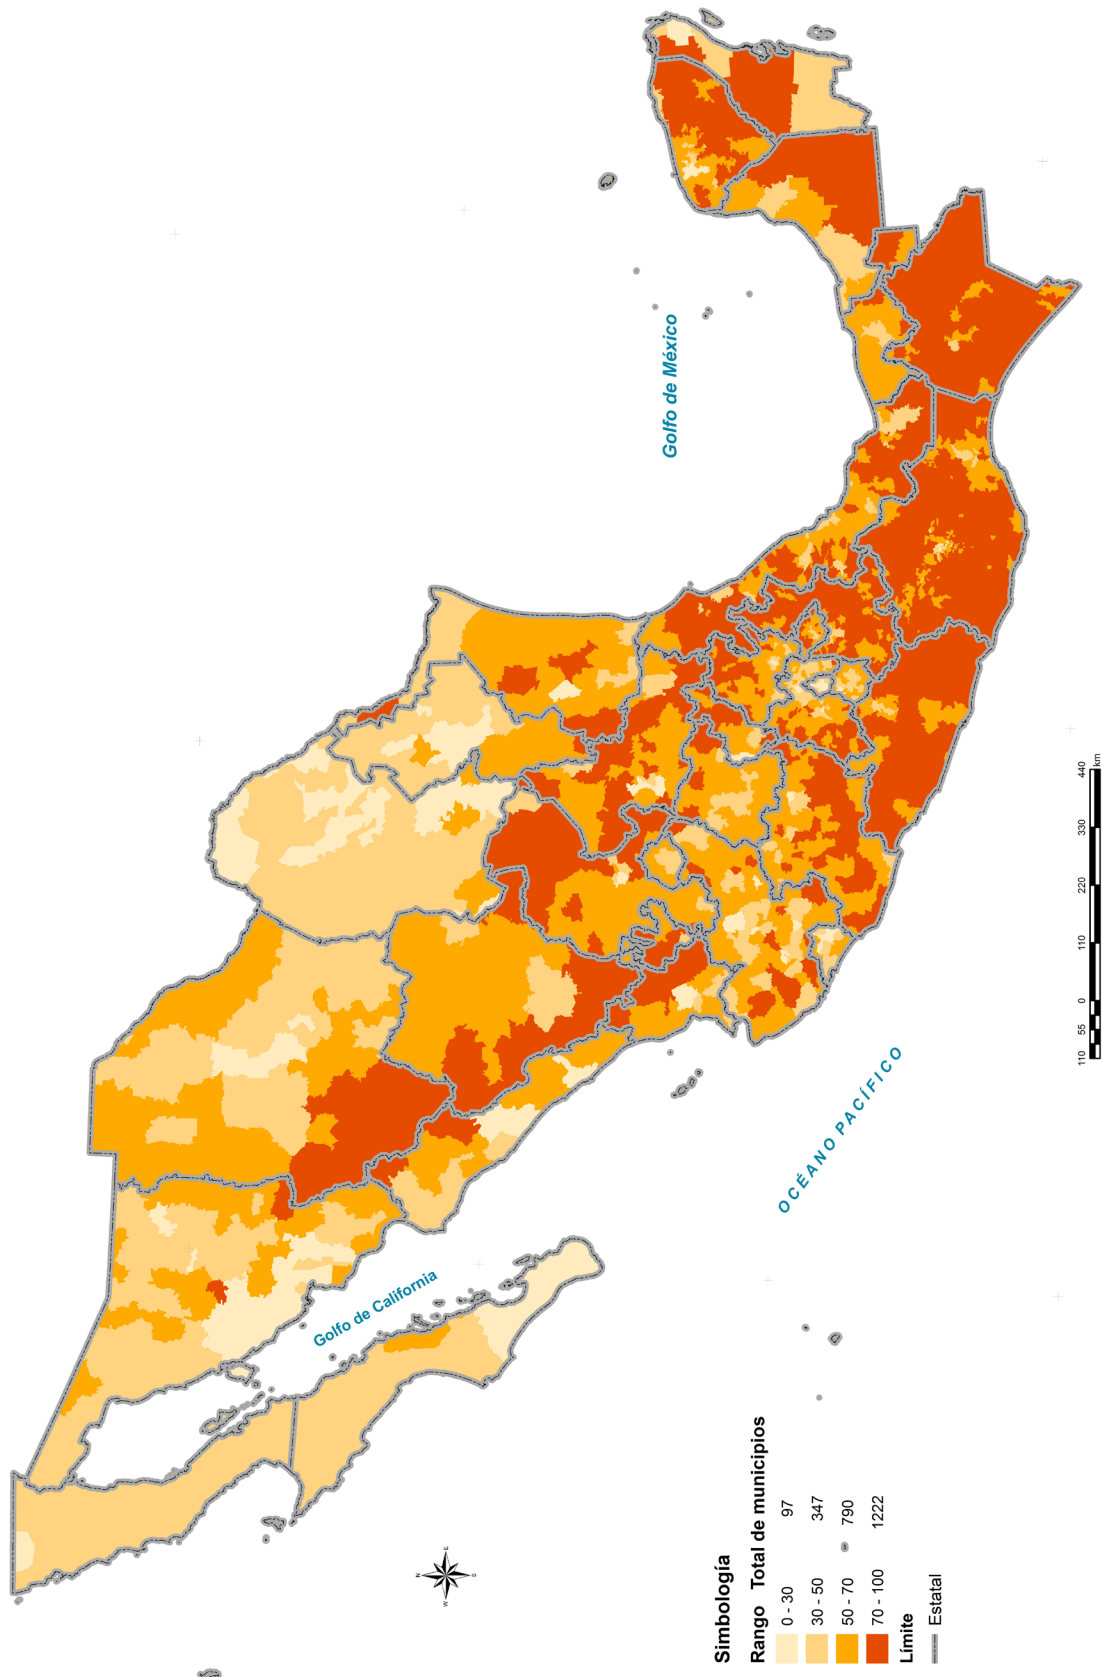 Golfo de México
Golfo de California
OCÉANO PACÍFICO
N
W E
S
Simbología
Rango Total de municipios
0 - 30 97
30 - 50 347
50 - 70 790
70 - 100 1222
Límite
Estatal
110 55 0 110 220 330 440
km